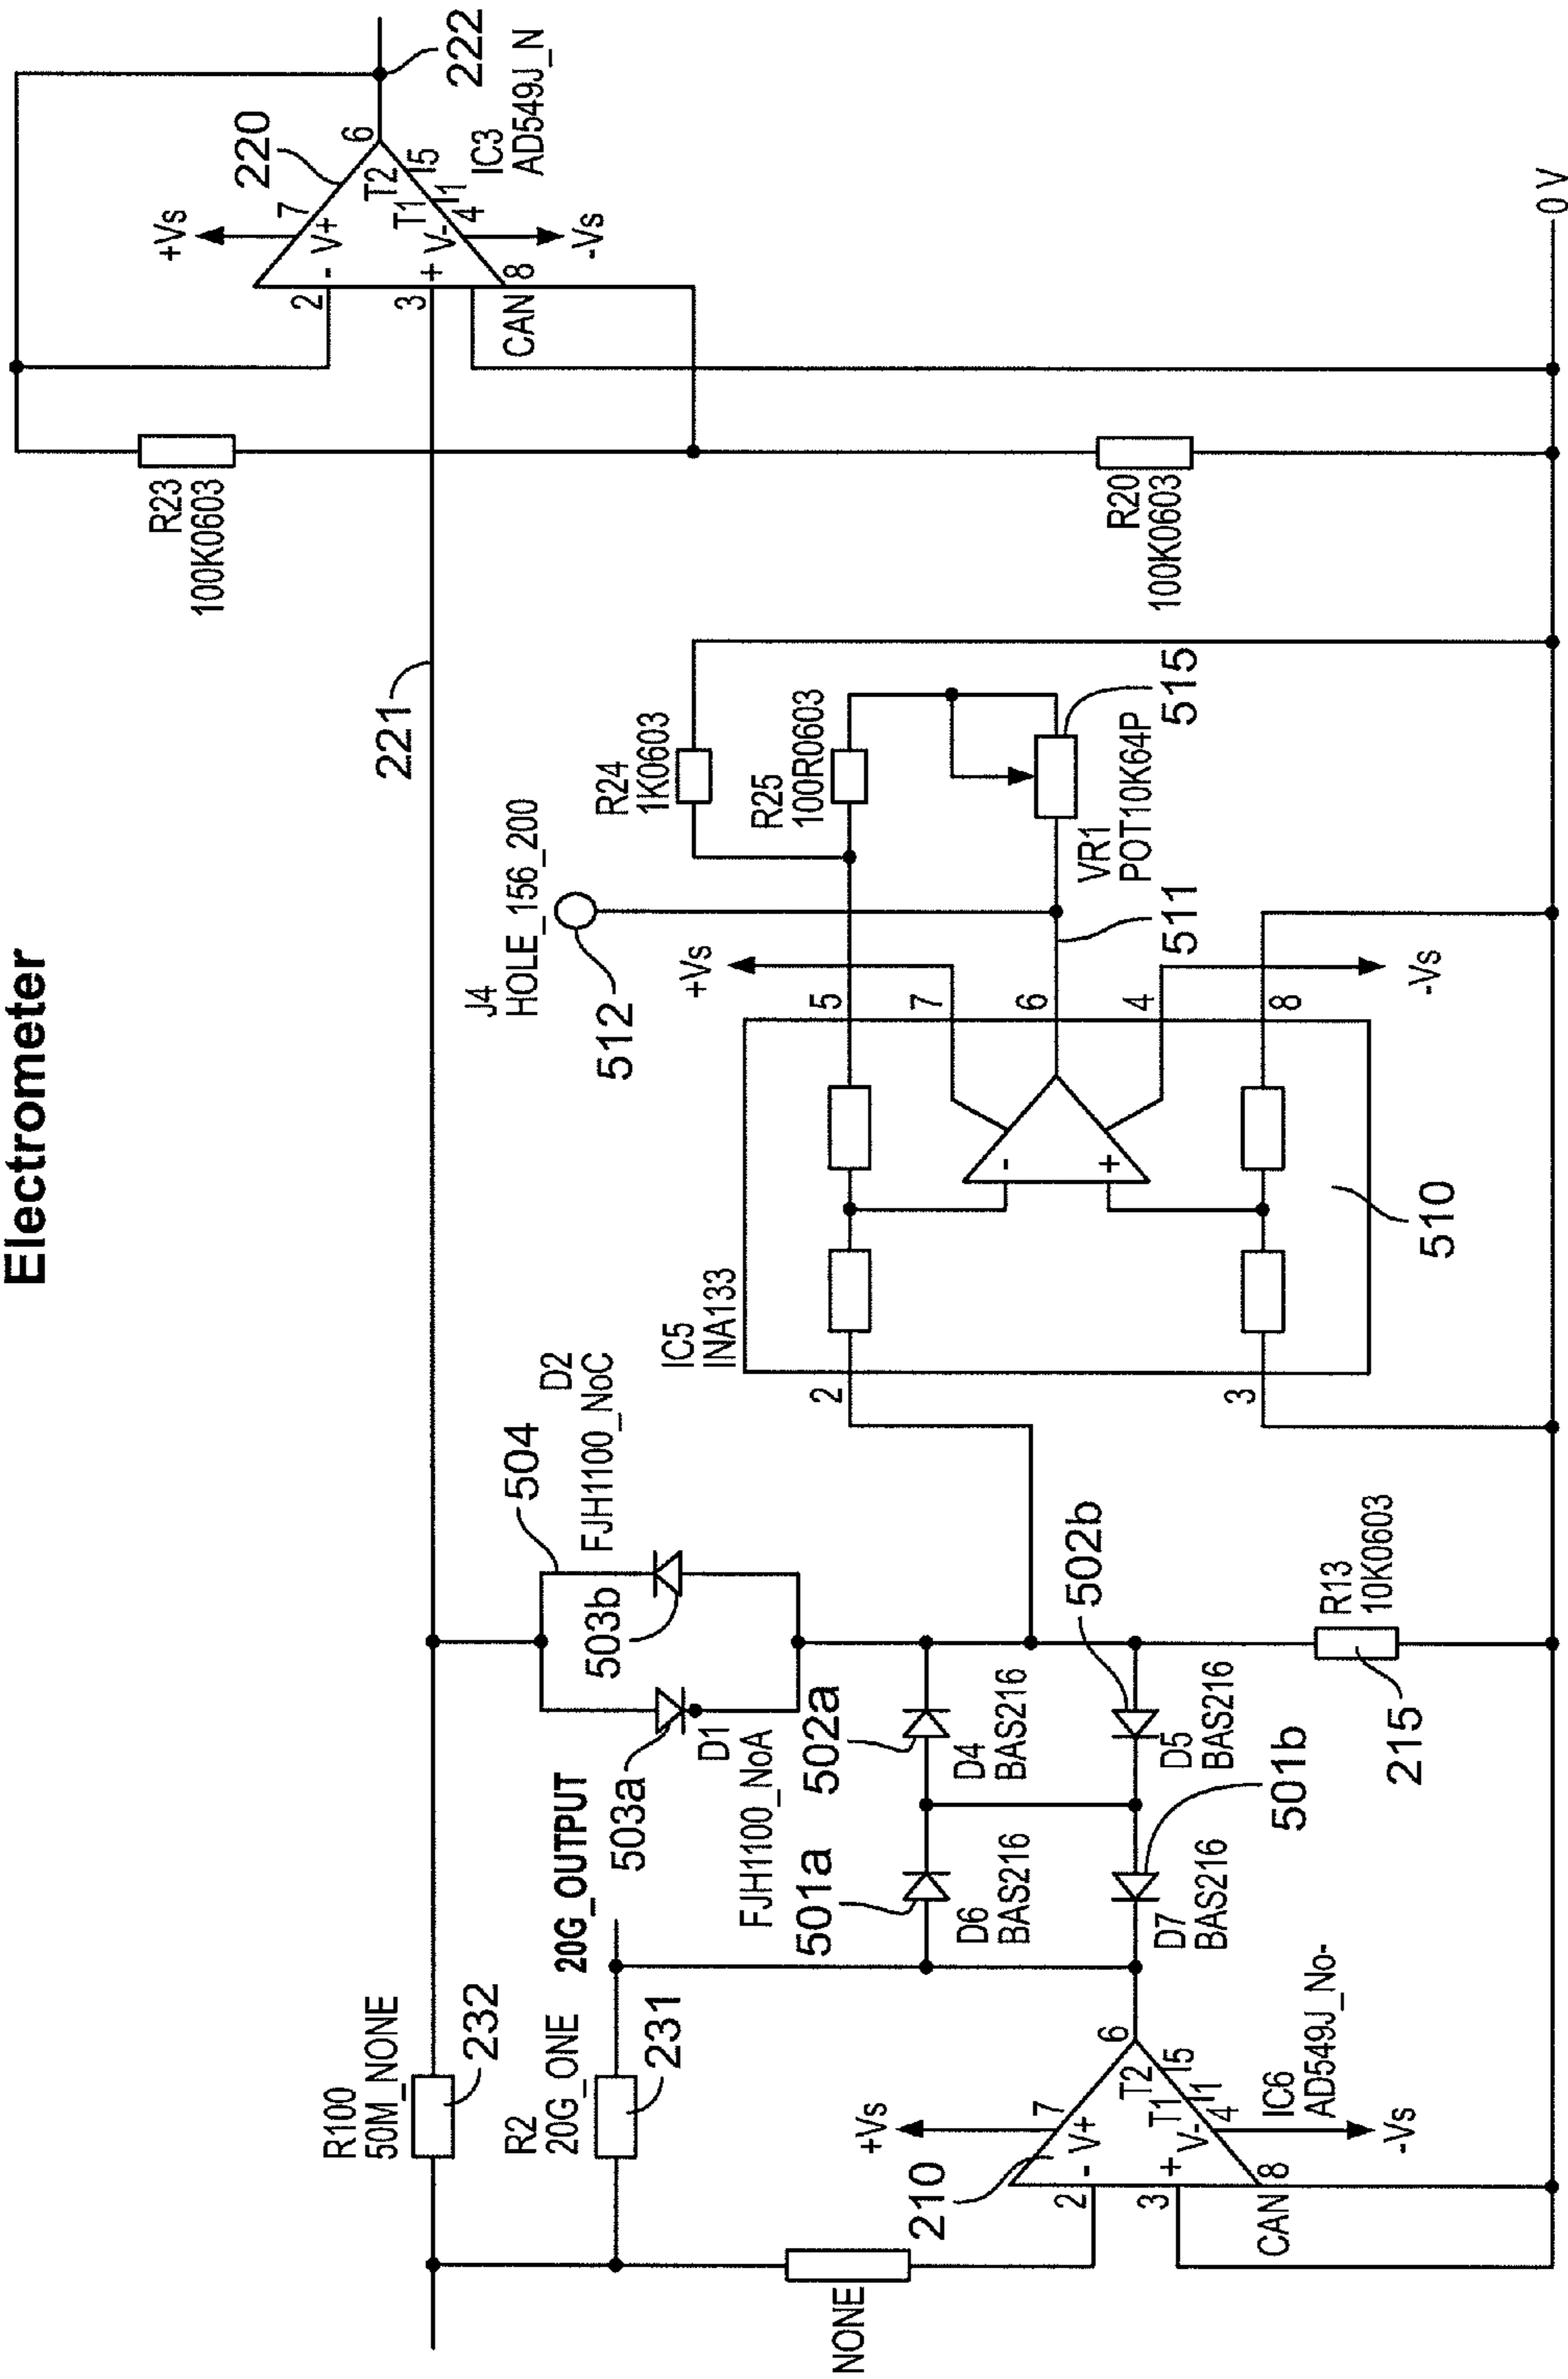 Electrometer
R100
50M_NONE
232
R2
20G_ONE
231
20G_OUTPUT
NONE
210
+Vs
7
V+
-
2
3
+
V-
T1
T2
6
4
11
15
8
CAN
IC6
AD549J_No-
-Vs
221
504
D2
FJH1100_NoC
503b
503a
D1
FJH1100_NoA
502a
D4
BAS216
501a
D6
BAS216
502b
D5
BAS216
501b
D7
BAS216
R13
10K0603
215
IC5
INA133
2
3
-
+
510
5
7
6
4
8
+Vs
-Vs
J4
HOLE_156_200
512
511
R24
1K0603
R25
100R0603
VR1
POT10K64P
515
R23
100K0603
R20
100K0603
+Vs
220
7
V+
-
2
3
+
V-
T1
T2
6
4
11
15
8
CAN
-Vs
222
IC3
AD549J_N
0 V